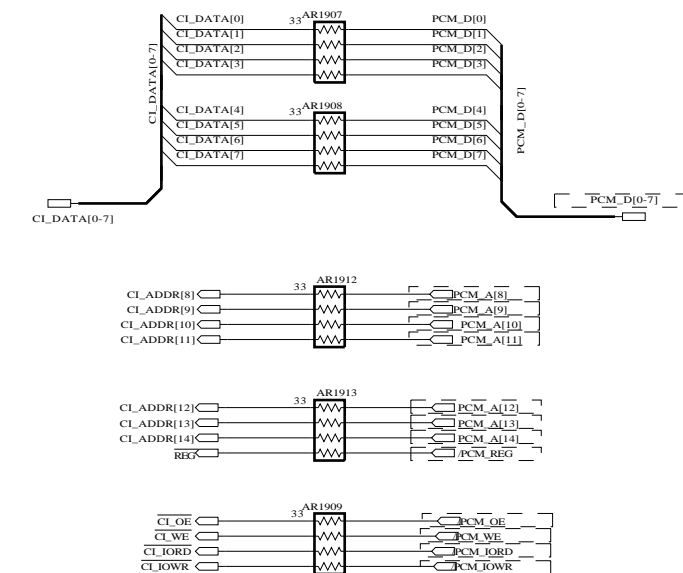 33 AR1907
CI_DATA[0] PCM_D[0]
CI_DATA[1] PCM_D[1]
CI_DATA[2] PCM_D[2]
CI_DATA[3] PCM_D[3]
CI_DATA[0-7]
PCM_D[0-7]
33 AR1908
CI_DATA[4] PCM_D[4]
CI_DATA[5] PCM_D[5]
CI_DATA[6] PCM_D[6]
CI_DATA[7] PCM_D[7]
PCM_D[0-7]
CI_DATA[0-7]
33 AR1912
CI_ADDR[8] PCM_A[8]
CI_ADDR[9] PCM_A[9]
CI_ADDR[10] PCM_A[10]
CI_ADDR[11] PCM_A[11]
33 AR1913
CI_ADDR[12] PCM_A[12]
CI_ADDR[13] PCM_A[13]
CI_ADDR[14] PCM_A[14]
REG /PCM_REG
33 AR1909
CI_OE /PCM_OE
CI_WE /PCM_WE
CI_IORD /PCM_IORD
CI_IOWR /PCM_IOWR